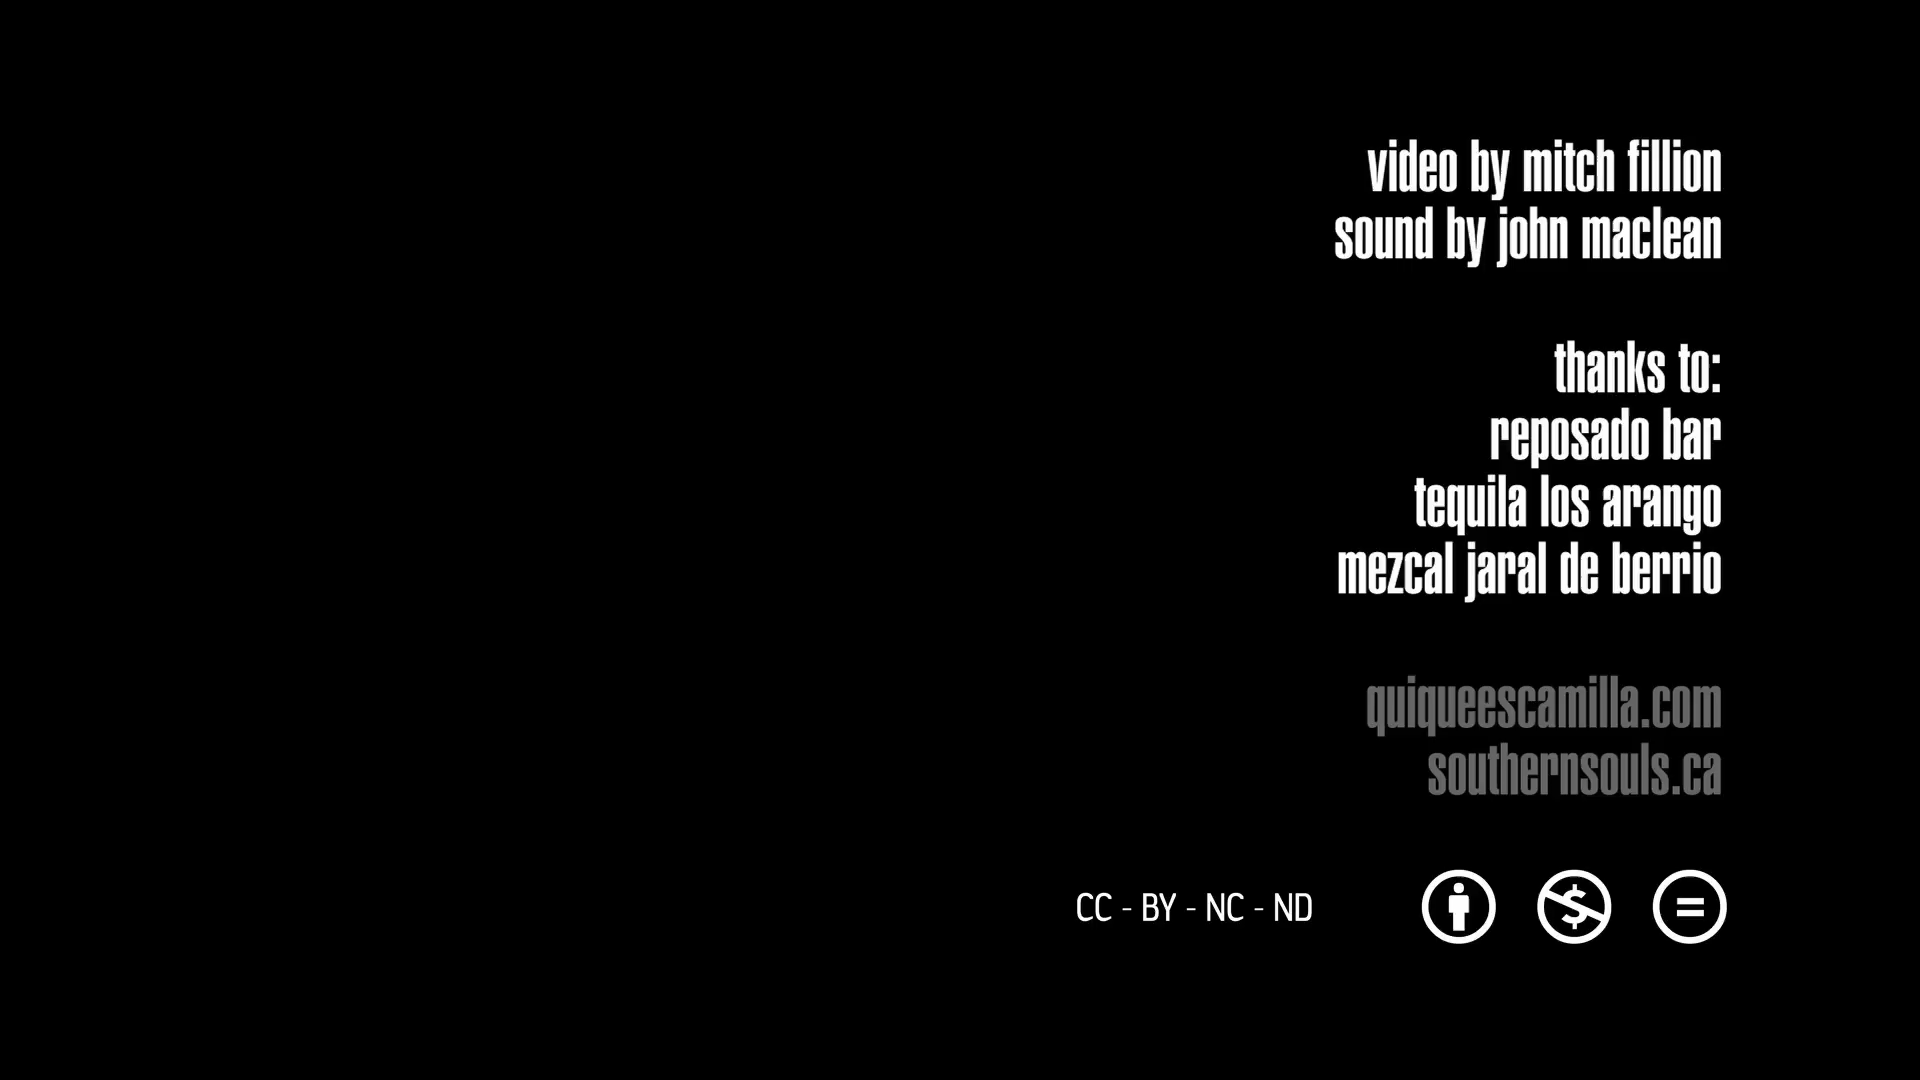 video by mitch fillion
sound by john maclean
thanks to:
reposado bar
tequila los arango
mezcal jaral de berrio
quiqueescamilla.com
southernsouls.ca
CC - BY - NC - ND